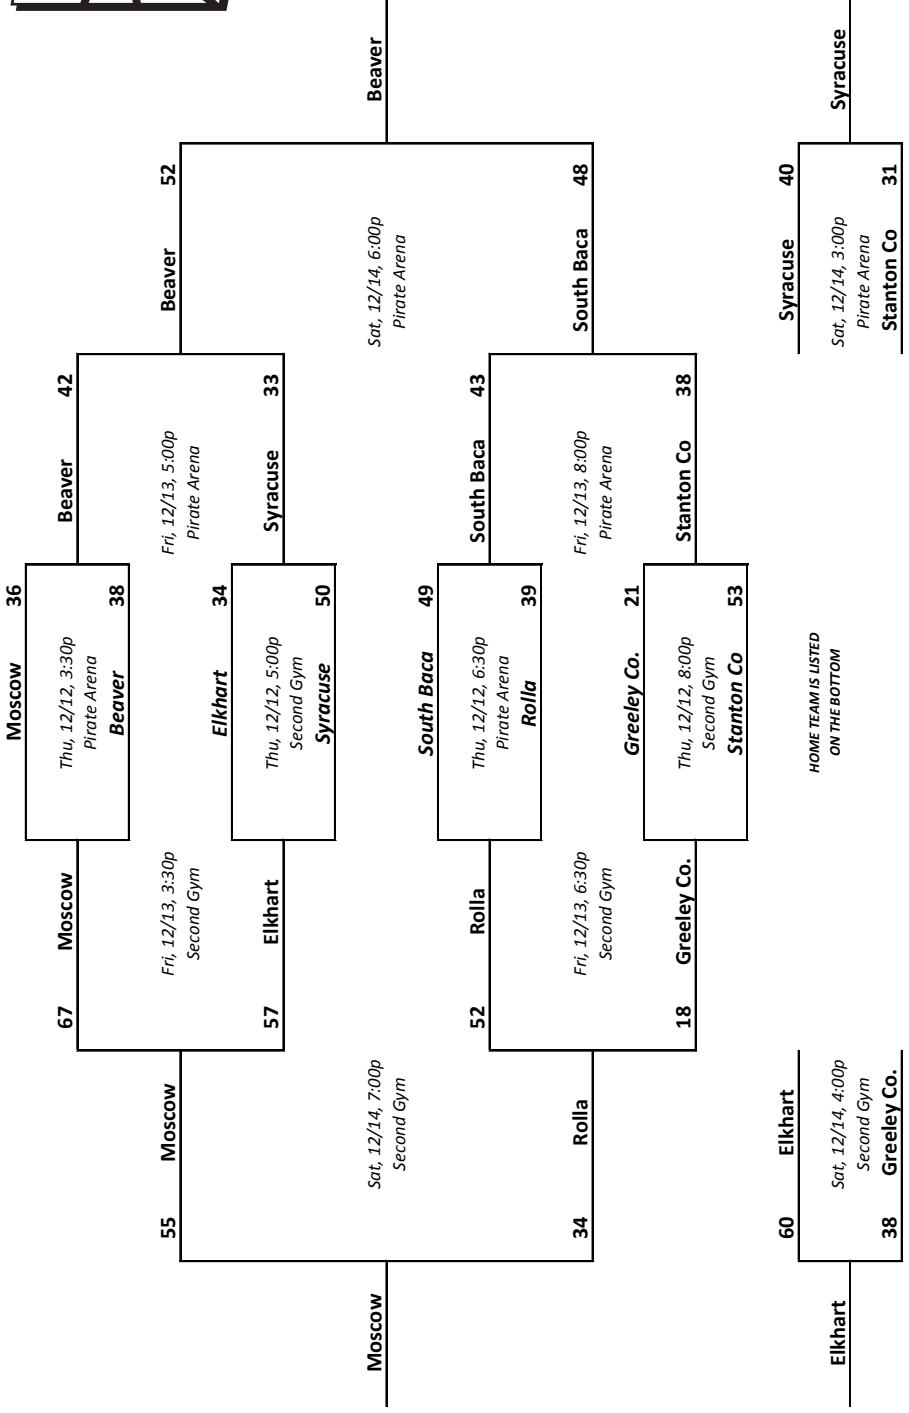 Moscow 36
67 Moscow Thu, 12/12, 3:30p Beaver 42
Pirate Arena
Beaver 38
55 Moscow Fri, 12/13, 3:30p Fri, 12/13, 5:00p Beaver 52
Second Gym Pirate Arena
Elkhart 34
57 Elkhart Thu, 12/12, 5:00p Syracuse 33
Second Gym
Syracuse 50
Moscow Sat, 12/14, 7:00p Sat, 12/14, 6:00p Beaver
Second Gym Pirate Arena
South Baca 49
52 Rolla Thu, 12/12, 6:30p South Baca 43
Pirate Arena
Rolla 39
34 Rolla Fri, 12/13, 6:30p Fri, 12/13, 8:00p South Baca 48
Second Gym Pirate Arena
Greeley Co. 21
18 Greeley Co. Thu, 12/12, 8:00p Stanton Co 38
Second Gym
Stanton Co 53
60 Elkhart Syracuse 40
HOME TEAM IS LISTED
Elkhart Sat, 12/14, 4:00p ON THE BOTTOM Sat, 12/14, 3:00p Syracuse
Second Gym Pirate Arena
38 Greeley Co. Stanton Co 31